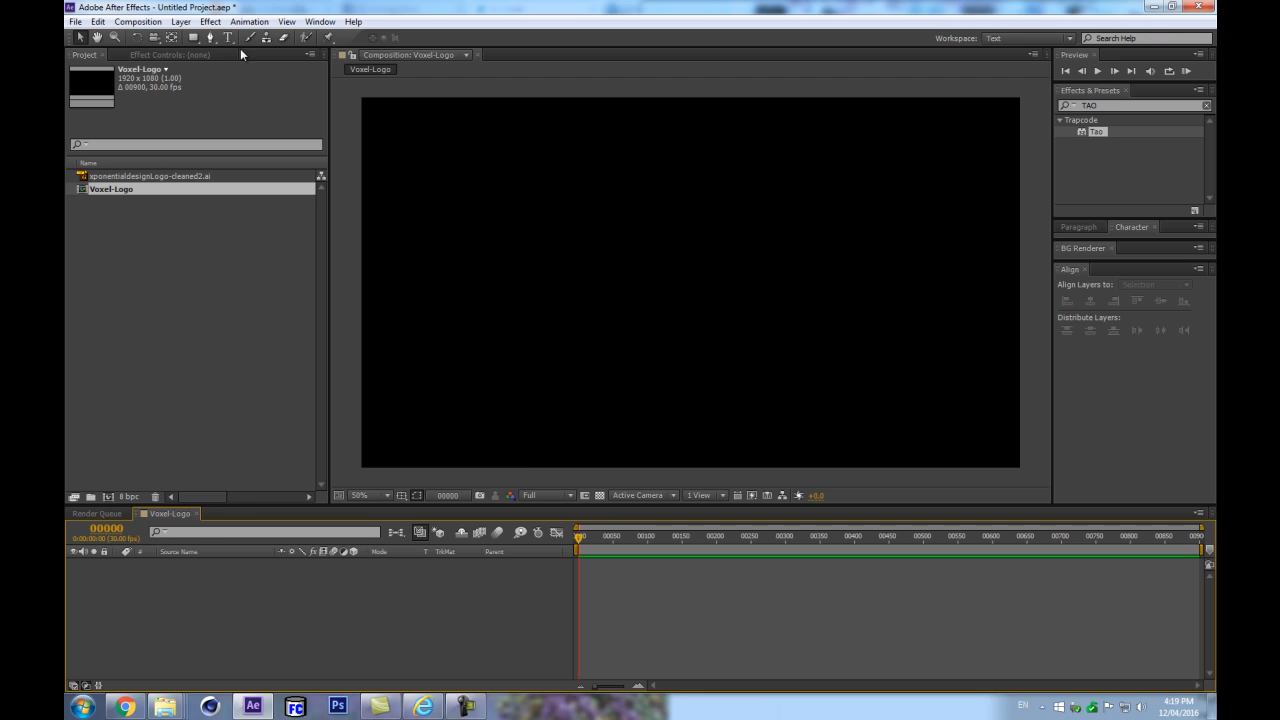 Adobe After Effects - Untitled Project.aep *
File Edit Composition Layer Effect Animation View Window Help
Workspace: Text Search Help
Project Effect Controls: (none) Composition: Voxel-Logo Preview
Voxel-Logo
1920 x 1080 (1.00)
Δ 00900, 30.00 fps
Voxel-Logo
Effects & Presets
TAO
Trapcode
Tao
Name
xponentialdesignLogo-cleaned2.ai
Voxel-Logo
Paragraph Character
BG Renderer
Align
Align Layers to: Selection
Distribute Layers:
8 bpc 50% 00000 Full Active Camera 1 View +0.0
Render Queue Voxel-Logo
00000
0:00:00:00 (30.00 fps)
00050 00100 00150 00200 00250 00300 00350 00400 00450 00500 00550 00600 00650 00700 00750 00800 00850 0090
# Source Name Mode T TrkMat Parent
Ae FC Ps EN 4:19 PM
12/04/2016